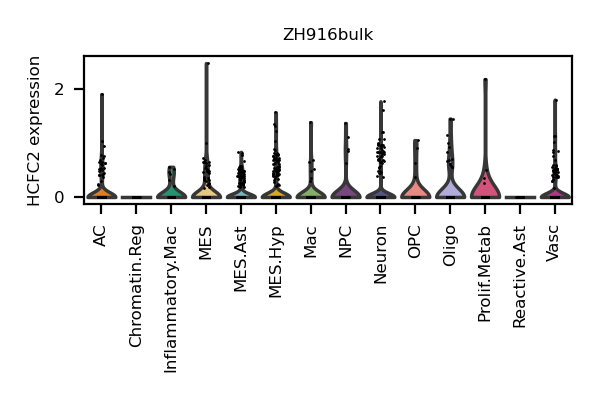 ZH916bulk
HCFC2 expression
2
0
AC
Chromatin.Reg
Inflammatory.Mac
MES
MES.Ast
MES.Hyp
Mac
NPC
Neuron
OPC
Oligo
Prolif.Metab
Reactive.Ast
Vasc